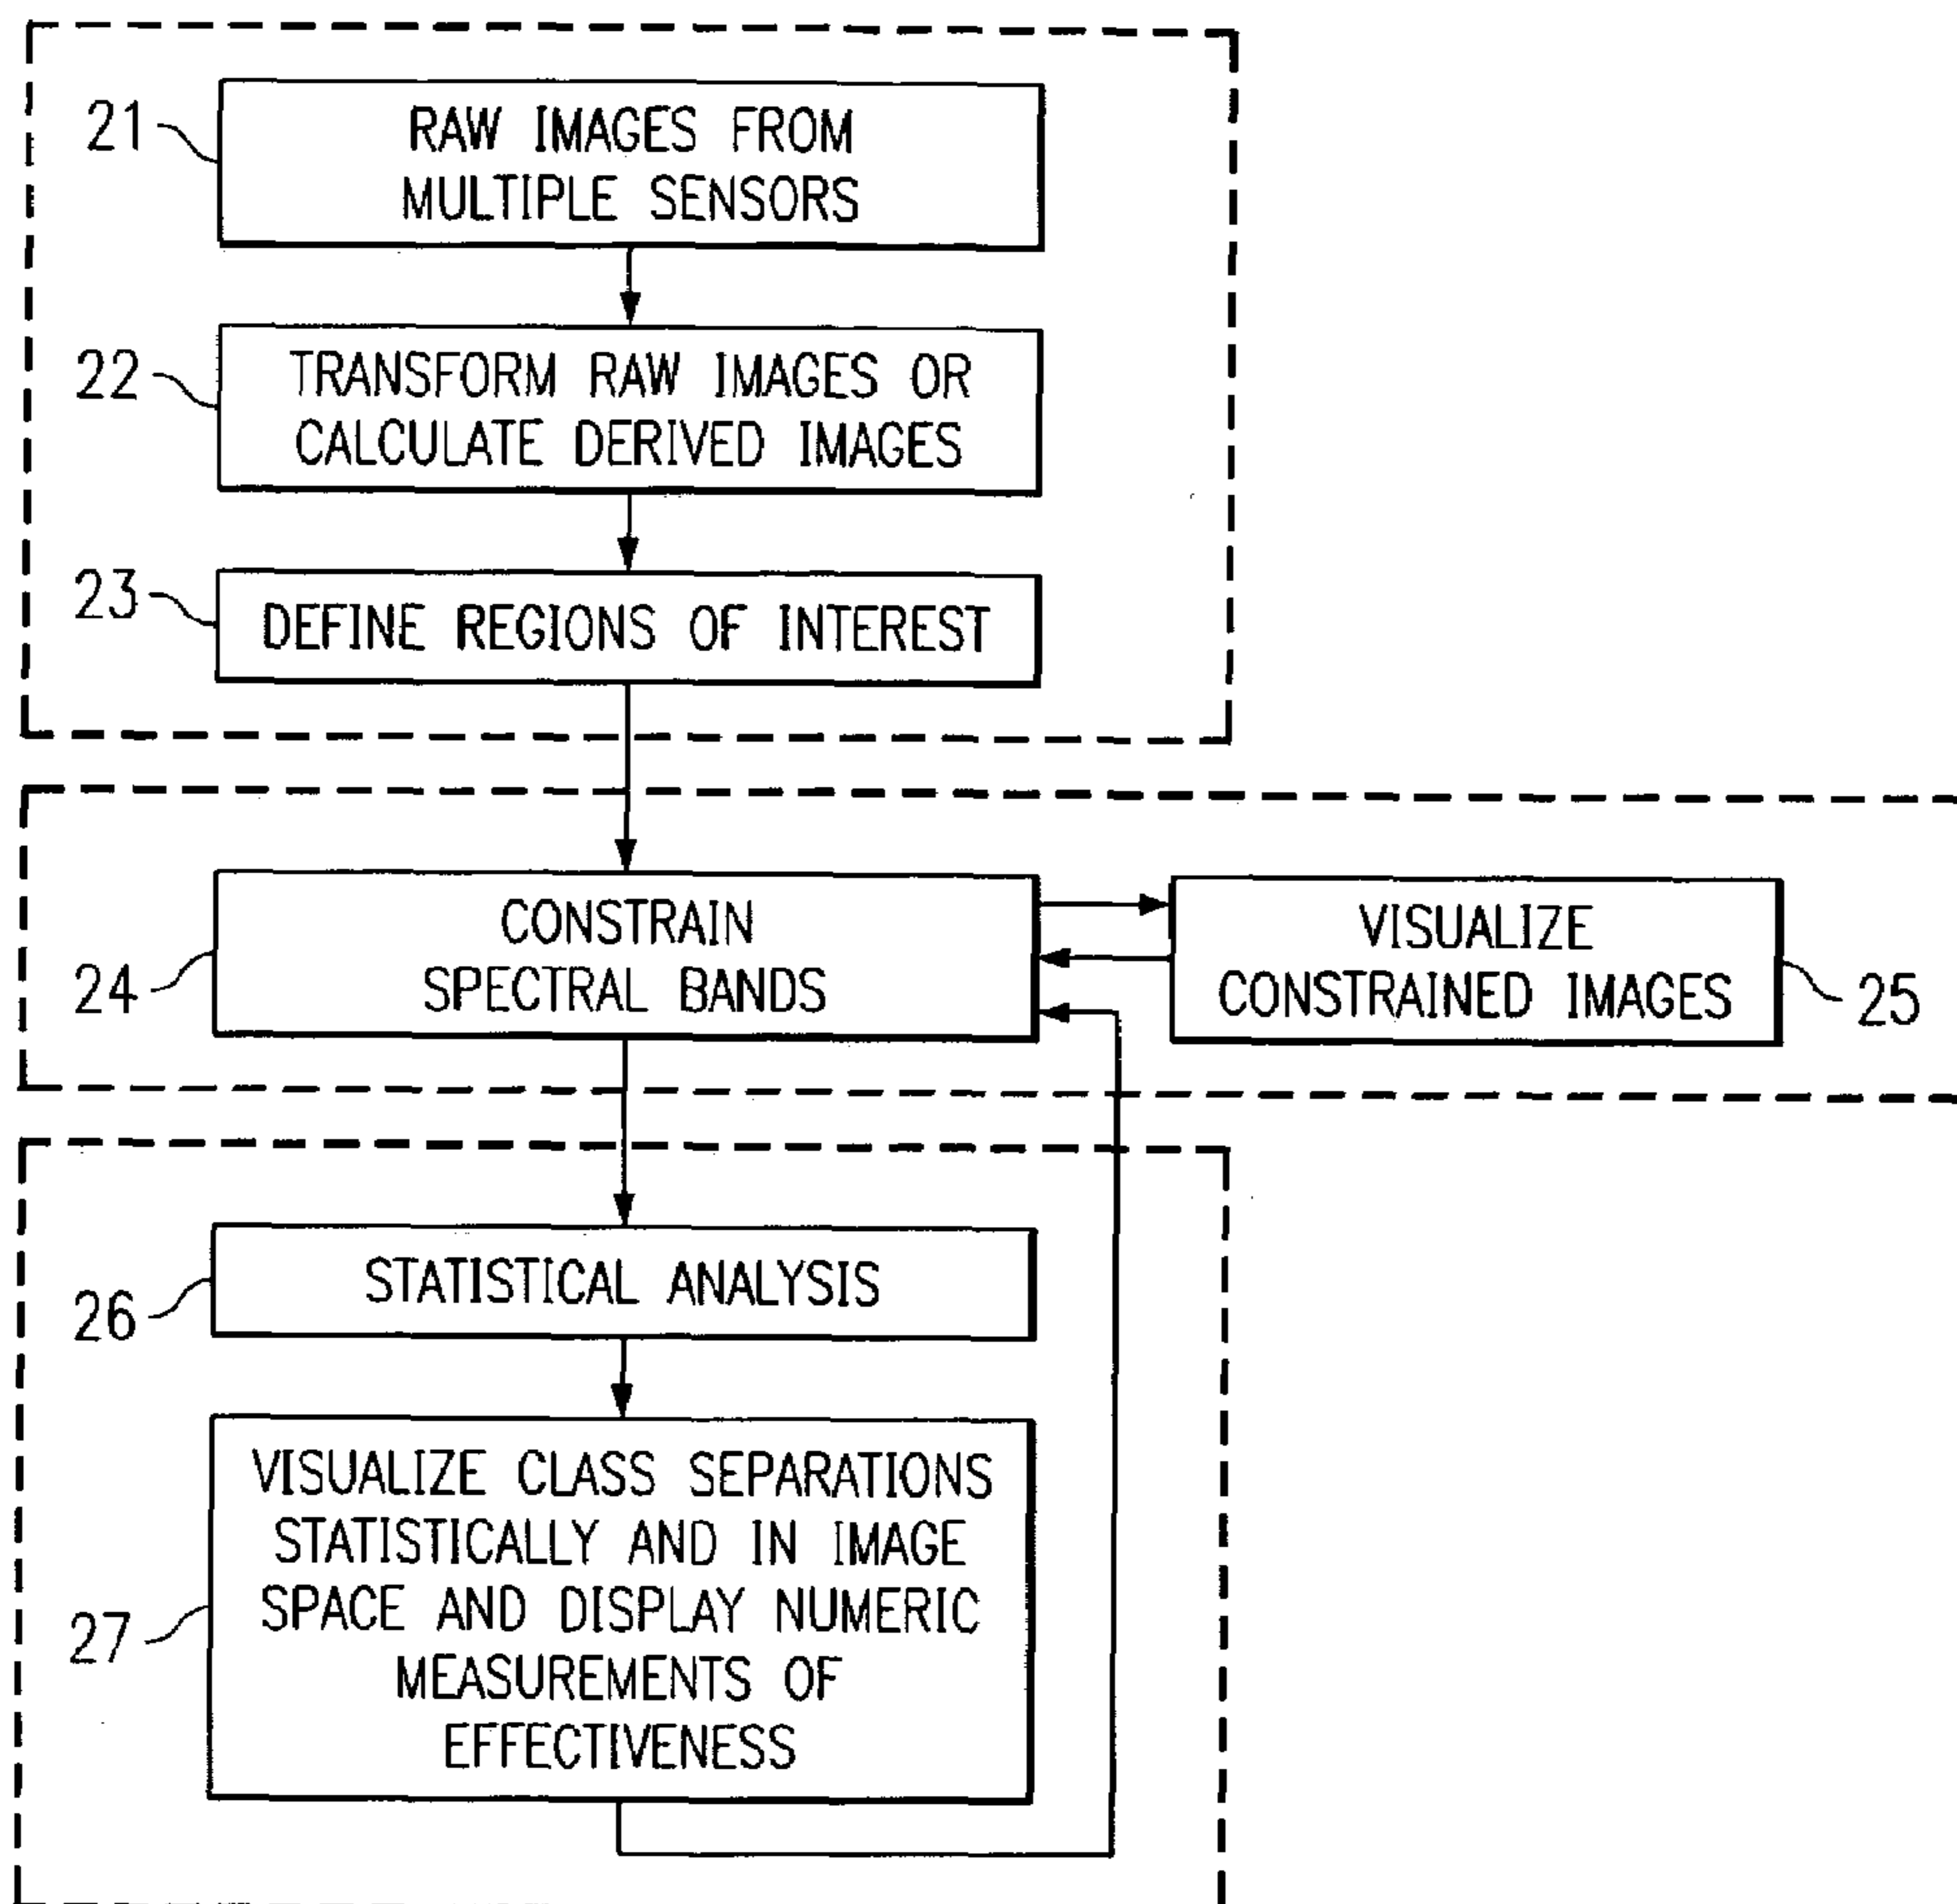 21
RAW IMAGES FROM
MULTIPLE SENSORS
22
TRANSFORM RAW IMAGES OR
CALCULATE DERIVED IMAGES
23
DEFINE REGIONS OF INTEREST
24
CONSTRAIN
SPECTRAL BANDS
VISUALIZE
CONSTRAINED IMAGES
25
26
STATISTICAL ANALYSIS
27
VISUALIZE CLASS SEPARATIONS
STATISTICALLY AND IN IMAGE
SPACE AND DISPLAY NUMERIC
MEASUREMENTS OF
EFFECTIVENESS